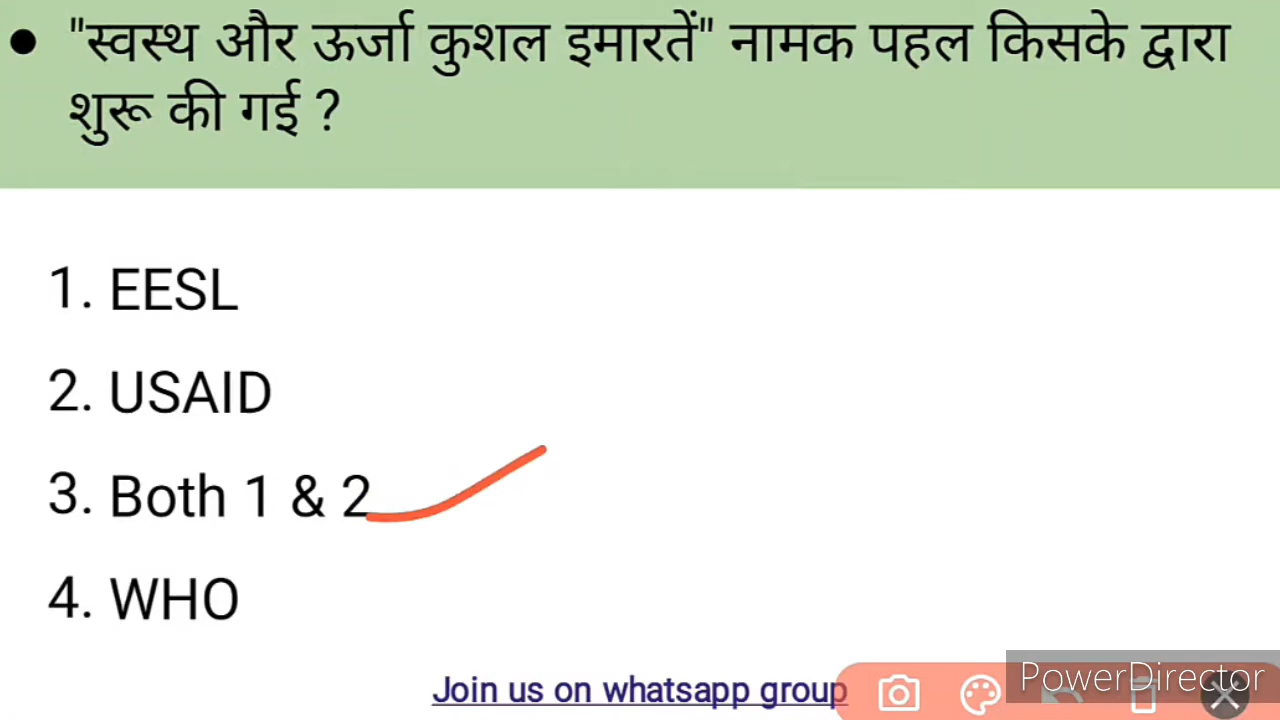 • "स्वस्थ और ऊर्जा कुशल इमारतें" नामक पहल किसके द्वारा
शुरू की गई ?
1. EESL
2. USAID
3. Both 1 & 2
4. WHO
Join us on whatsapp group
PowerDirector